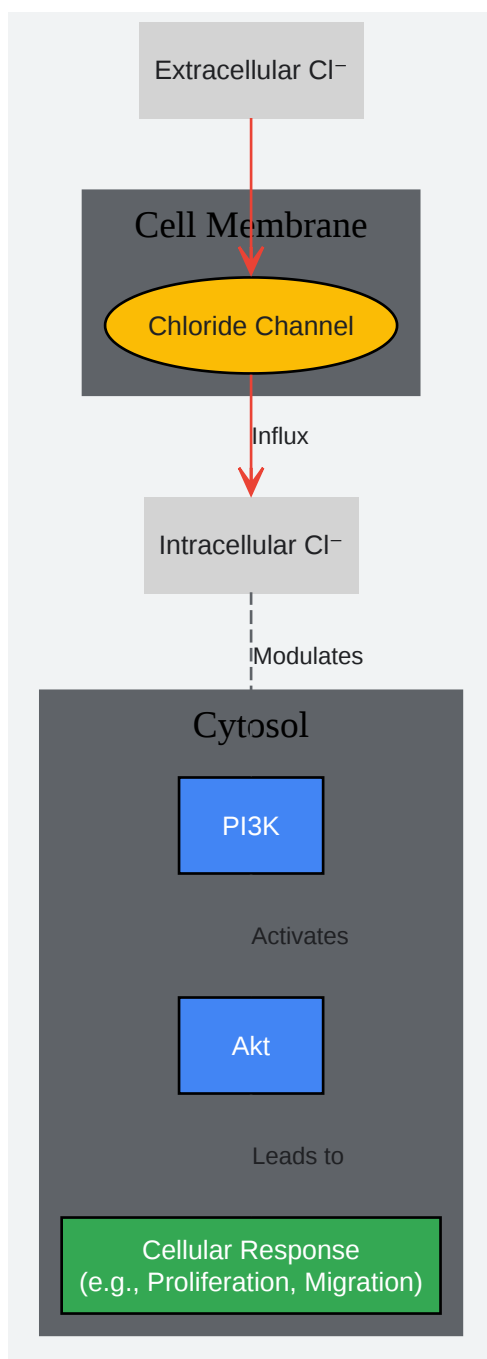 Extracellular Cl⁻
Cell Membrane
Chloride Channel
Influx
Intracellular Cl⁻
Modulates
Cytosol
PI3K
Activates
Akt
Leads to
Cellular Response
(e.g., Proliferation, Migration)